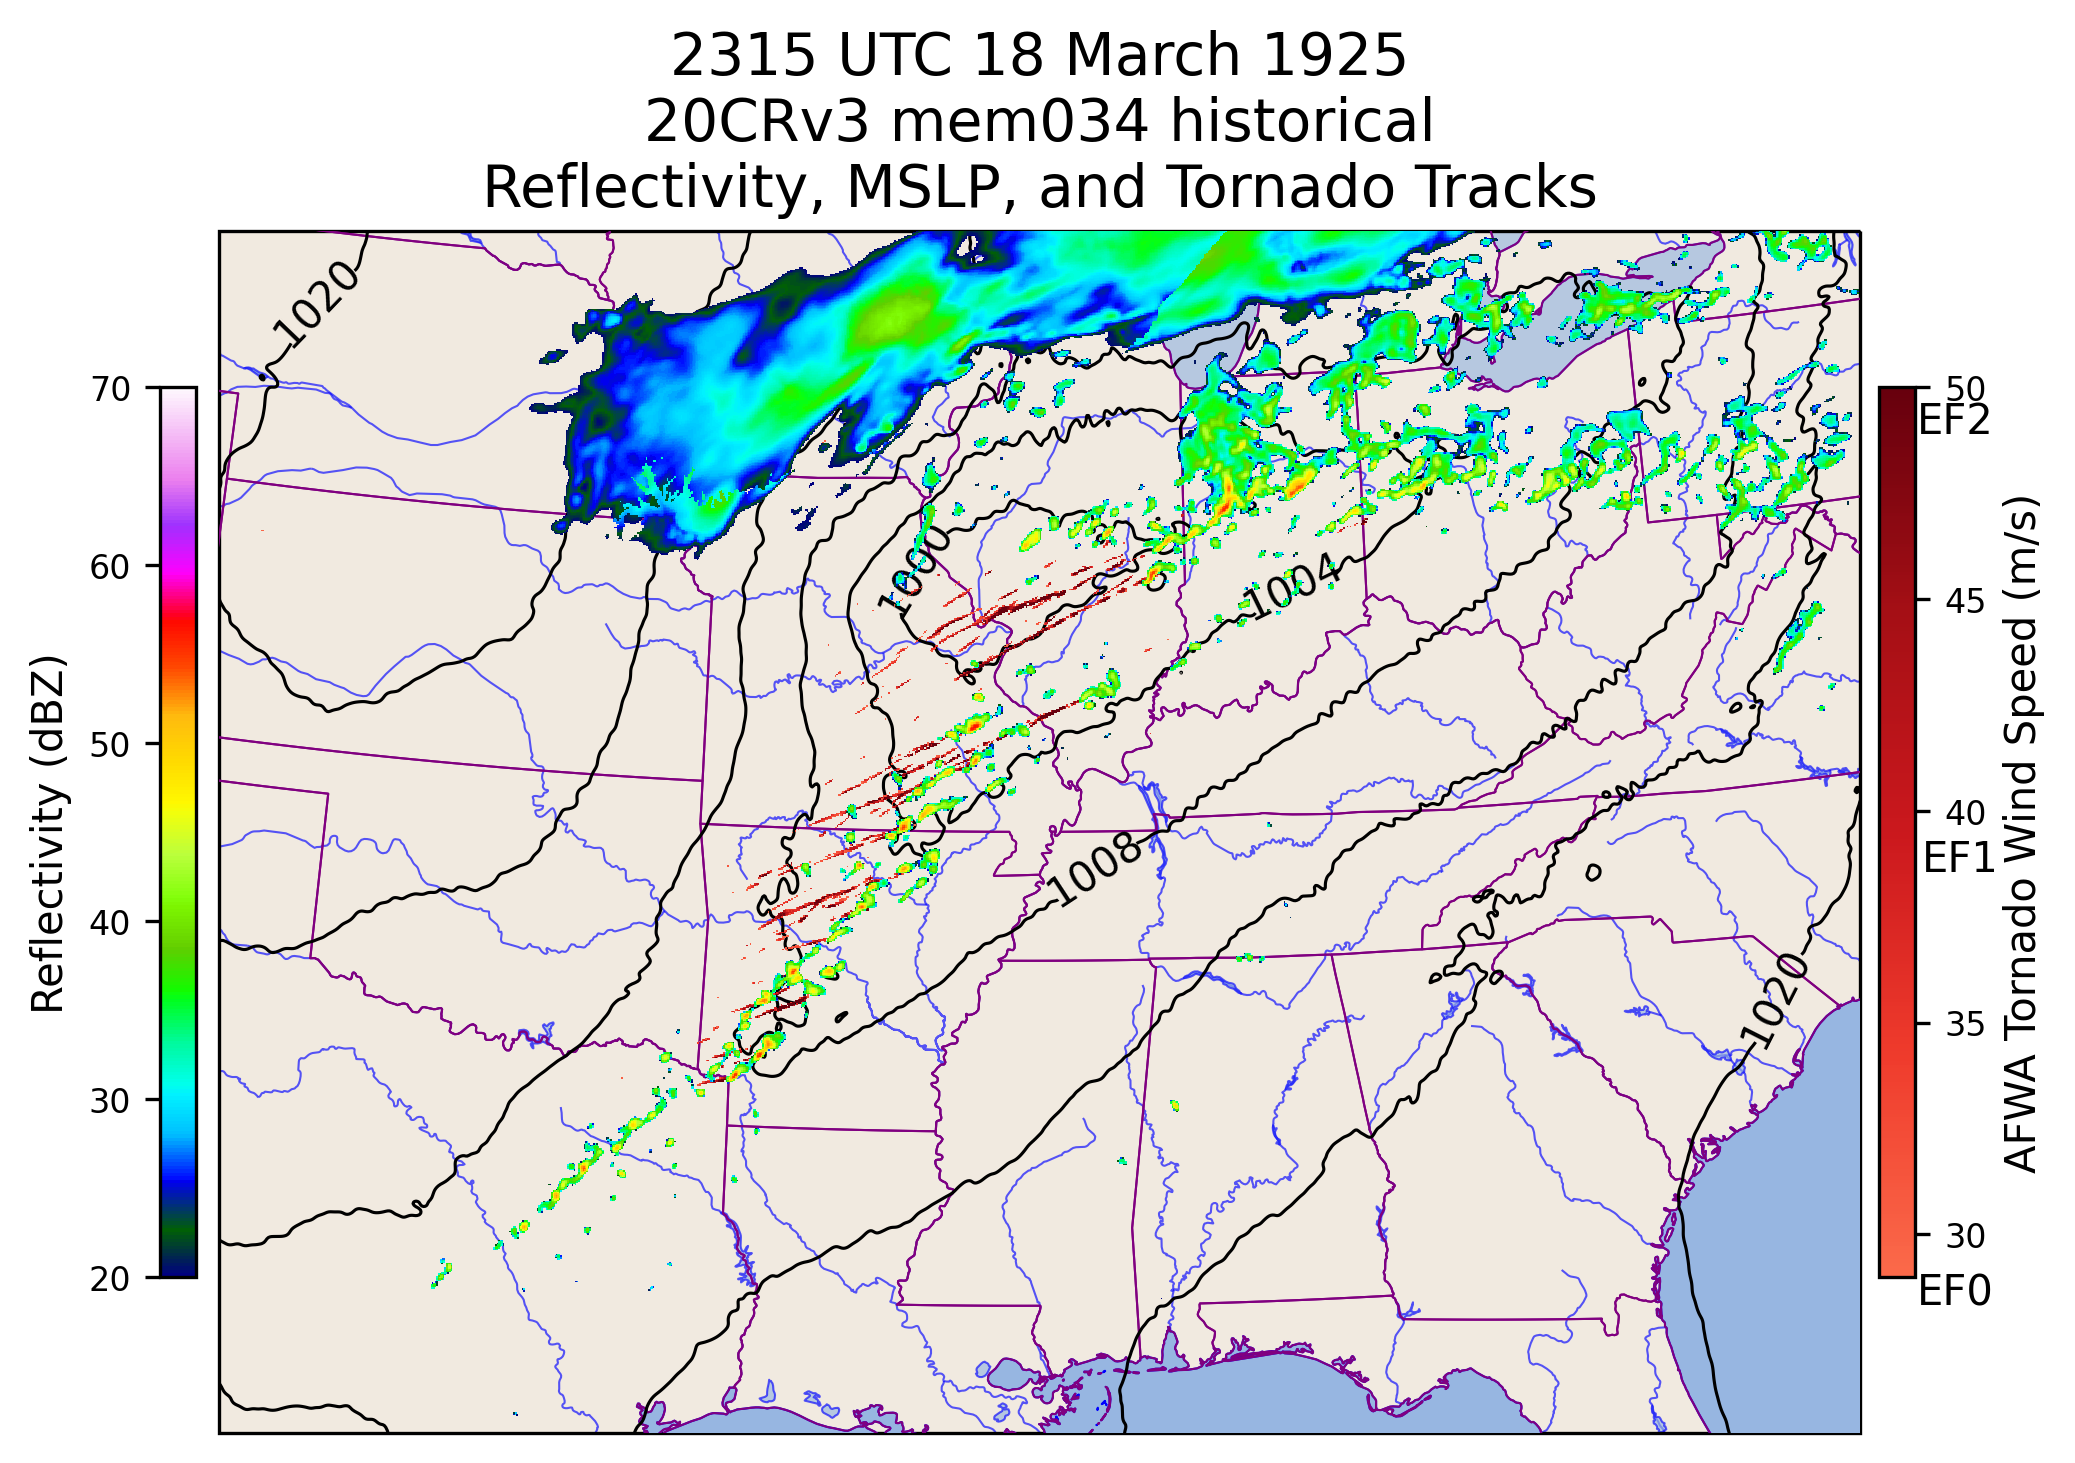 2315 UTC 18 March 1925
20CRv3 mem034 historical
Reflectivity, MSLP, and Tornado Tracks
1020
1000
1004
1008
1020
70
60
50
40
30
20
Reflectivity (dBZ)
50
EF2
45
40
EF1
35
30
EF0
AFWA Tornado Wind Speed (m/s)